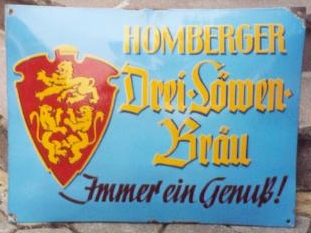 HOMBERGER
Drei-Löwen-
Bräu
Immer ein Genuß!